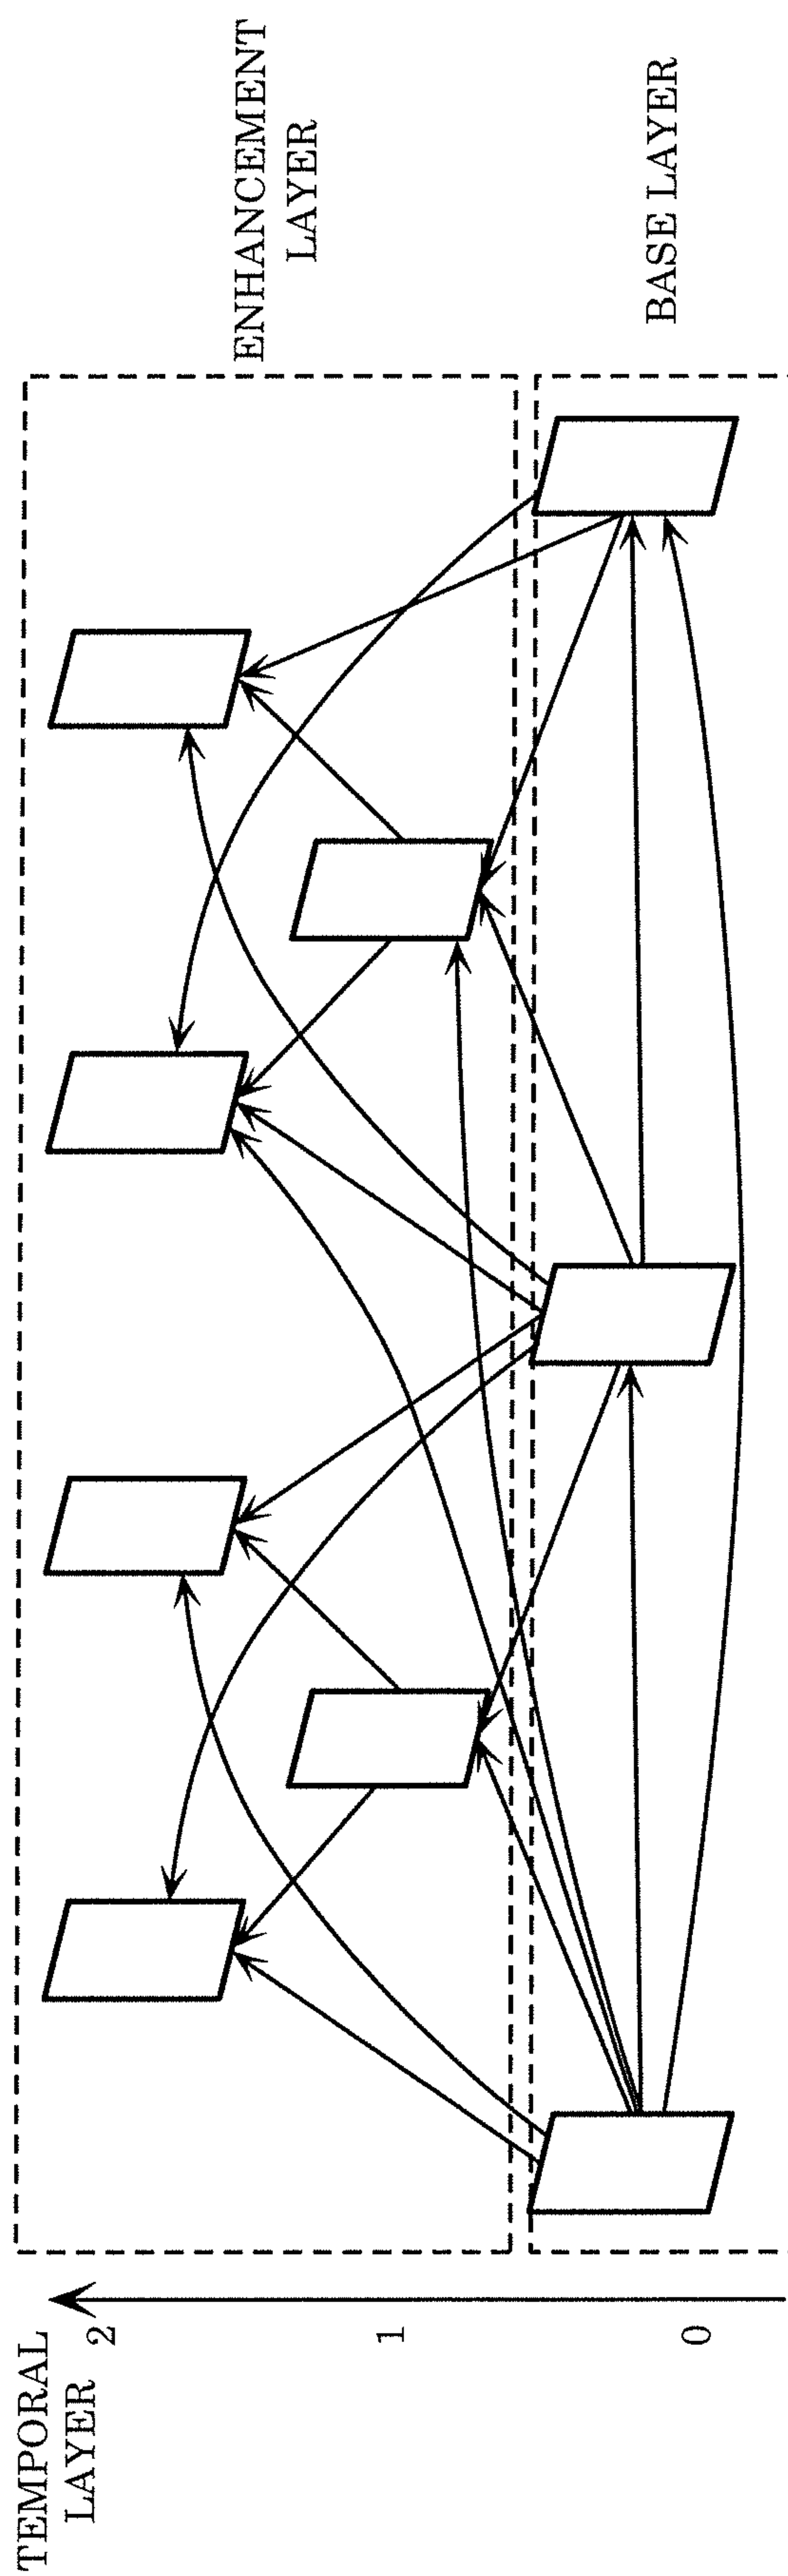 TEMPORAL
LAYER
2
1
0
ENHANCEMENT
LAYER
BASE LAYER